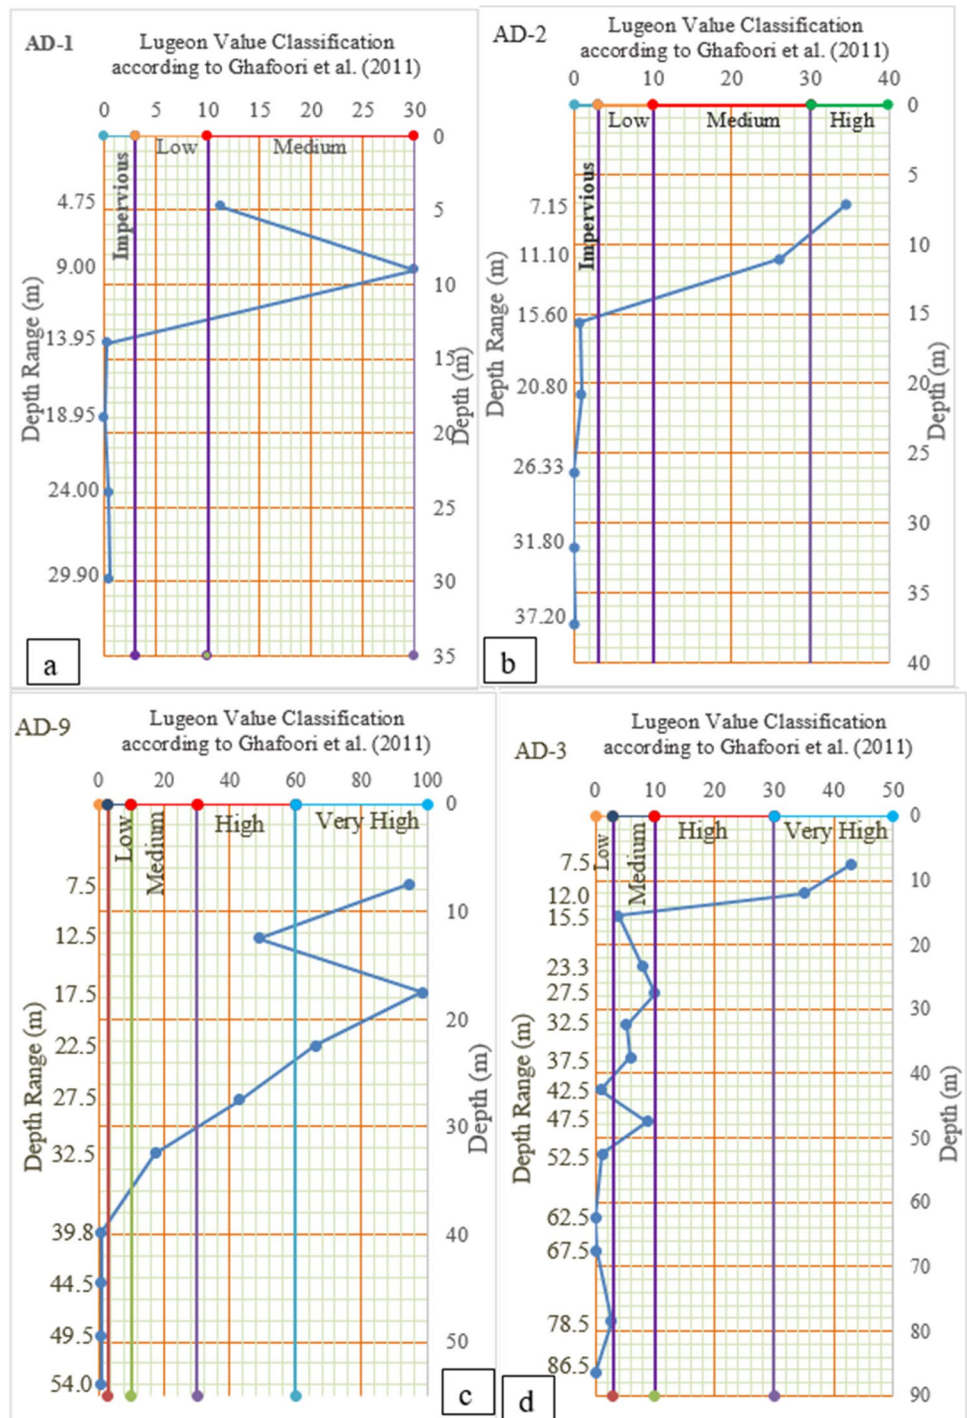 AD-1
Lugeon Value Classification
according to Ghafoori et al. (2011)
0 5 10 15 20 25 30
0
Impervious
Low
Medium
4.75
9.00
13.95
18.95
24.00
29.90
Depth Range (m)
5
10
15
20
25
30
35
Depth (m)
a
AD-2
Lugeon Value Classification
according to Ghafoori et al. (2011)
0 10 20 30 40
0
Impervious
Low
Medium
High
7.15
11.10
15.60
20.80
26.33
31.80
37.20
Depth Range (m)
5
10
15
20
25
30
35
40
Depth (m)
b
AD-9
Lugeon Value Classification
according to Ghafoori et al. (2011)
0 20 40 60 80 100
0
Low
Medium
High
Very High
7.5
12.5
17.5
22.5
27.5
32.5
39.8
44.5
49.5
54.0
Depth Range (m)
10
20
30
40
50
Depth (m)
c
AD-3
Lugeon Value Classification
according to Ghafoori et al. (2011)
0 10 20 30 40 50
0
Low
Medium
High
Very High
7.5
12.0
15.5
23.3
27.5
32.5
37.5
42.5
47.5
52.5
62.5
67.5
78.5
86.5
Depth Range (m)
10
20
30
40
50
60
70
80
90
Depth (m)
d